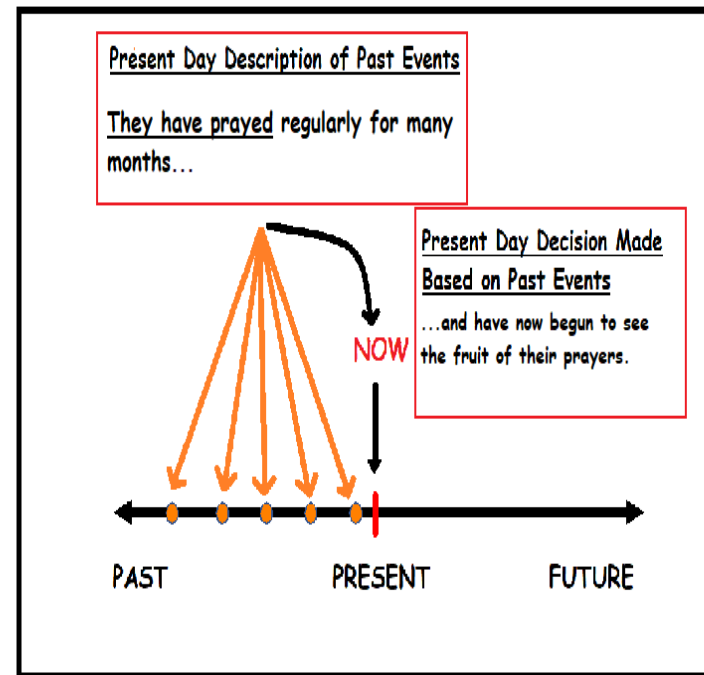 Present Day Description of Past Events
They have prayed regularly for many
months...
Present Day Decision Made
Based on Past Events
...and have now begun to see
the fruit of their prayers.
NOW
PAST PRESENT FUTURE